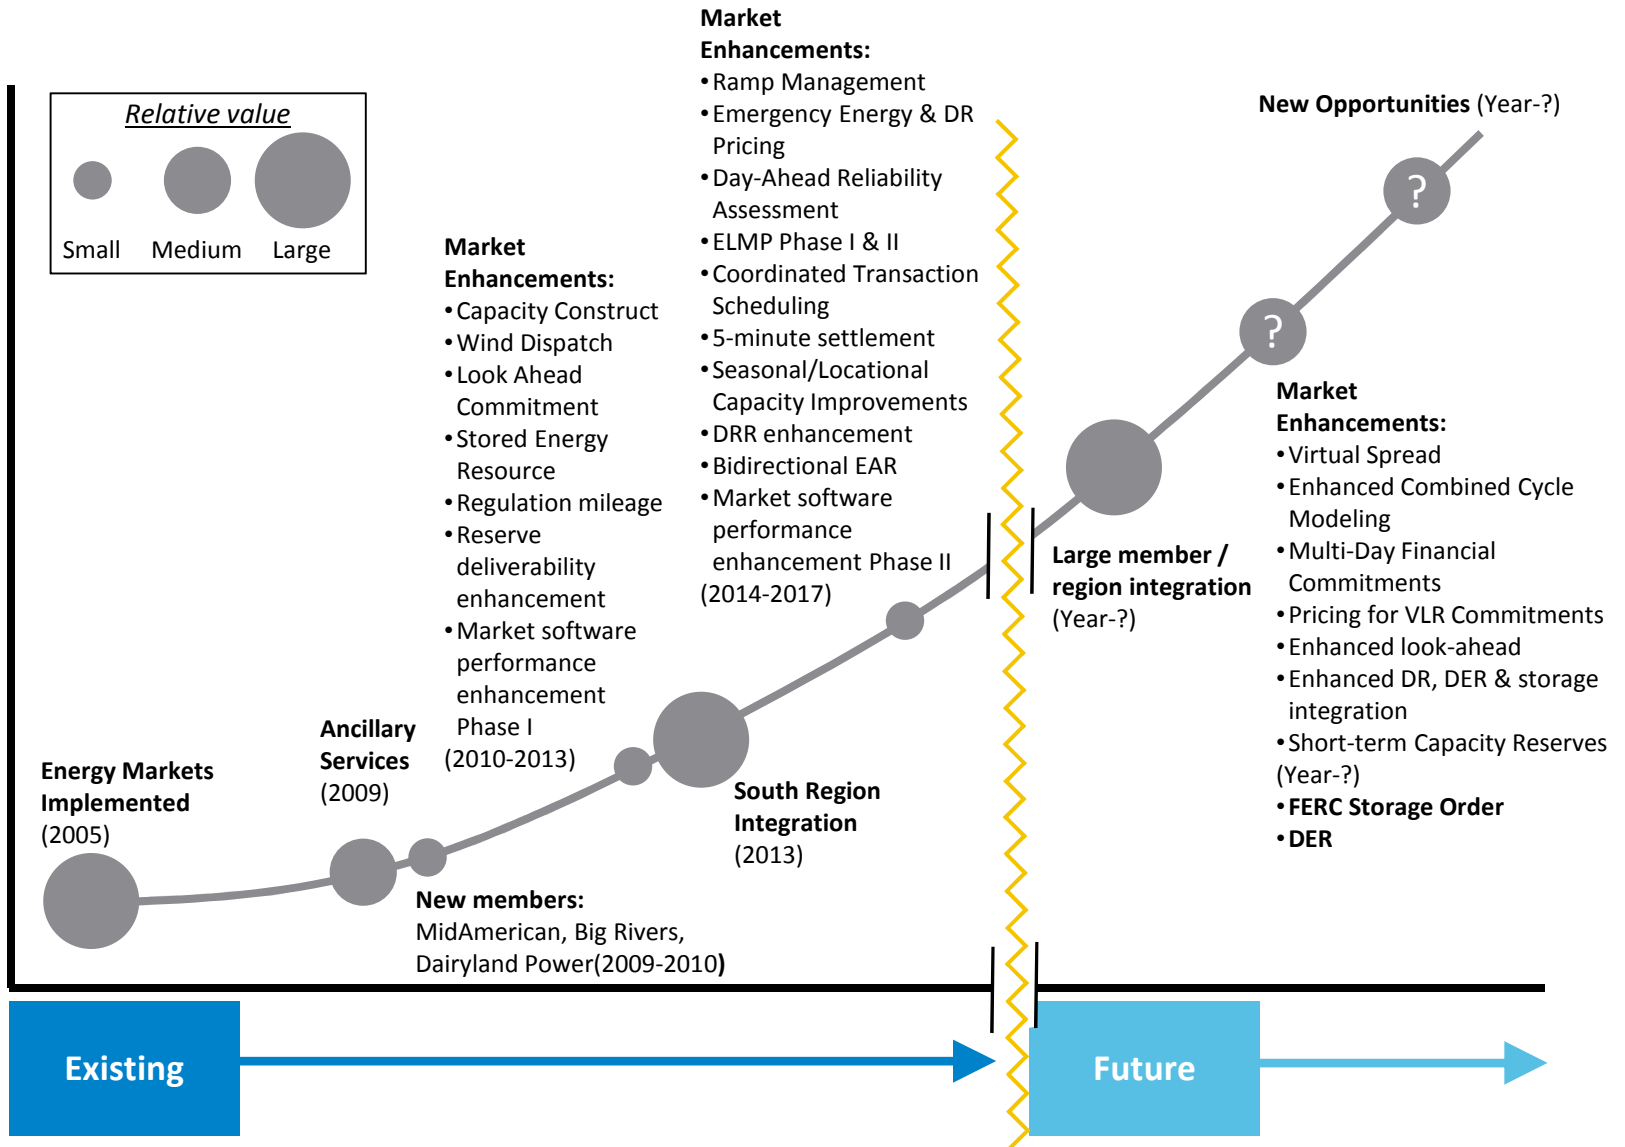 Relative value
Small Medium Large
Energy Markets
Implemented
(2005)
Ancillary
Services
(2009)
New members:
MidAmerican, Big Rivers,
Dairyland Power(2009-2010)
Market
Enhancements:
•Capacity Construct
•Wind Dispatch
•Look Ahead
Commitment
•Stored Energy
Resource
•Regulation mileage
•Reserve
deliverability
enhancement
•Market software
performance
enhancement
Phase I
(2010-2013)
South Region
Integration
(2013)
Market
Enhancements:
•Ramp Management
•Emergency Energy & DR
Pricing
•Day-Ahead Reliability
Assessment
•ELMP Phase I & II
•Coordinated Transaction
Scheduling
•5-minute settlement
•Seasonal/Locational
Capacity Improvements
•DRR enhancement
•Bidirectional EAR
•Market software
performance
enhancement Phase II
(2014-2017)
Large member /
region integration
(Year-?)
New Opportunities (Year-?)
?
?
Market
Enhancements:
•Virtual Spread
•Enhanced Combined Cycle
Modeling
•Multi-Day Financial
Commitments
•Pricing for VLR Commitments
•Enhanced look-ahead
•Enhanced DR, DER & storage
integration
•Short-term Capacity Reserves
(Year-?)
•FERC Storage Order
•DER
Existing
Future